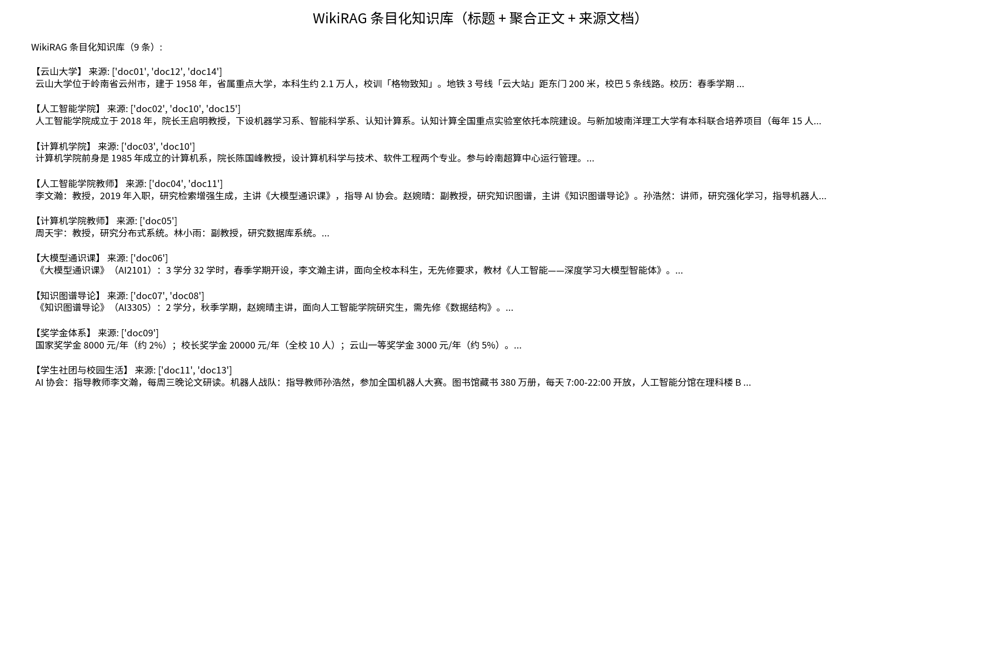 WikiRAG 条目化知识库（标题 + 聚合正文 + 来源文档）
WikiRAG 条目化知识库（9 条）:
【云山大学】 来源: ['doc01', 'doc12', 'doc14']
云山大学位于岭南省云州市，建于 1958 年，省属重点大学，本科生约 2.1 万人，校训「格物致知」。地铁 3 号线「云大站」距东门 200 米，校巴 5 条线路。校历：春季学期 ...
【人工智能学院】 来源: ['doc02', 'doc10', 'doc15']
人工智能学院成立于 2018 年，院长王启明教授，下设机器学习系、智能科学系、认知计算系。认知计算全国重点实验室依托本院建设。与新加坡南洋理工大学有本科联合培养项目（每年 15 人...
【计算机学院】 来源: ['doc03', 'doc10']
计算机学院前身是 1985 年成立的计算机系，院长陈国峰教授，设计算机科学与技术、软件工程两个专业。参与岭南超算中心运行管理。...
【人工智能学院教师】 来源: ['doc04', 'doc11']
李文瀚：教授，2019 年入职，研究检索增强生成，主讲《大模型通识课》，指导 AI 协会。赵婉晴：副教授，研究知识图谱，主讲《知识图谱导论》。孙浩然：讲师，研究强化学习，指导机器人...
【计算机学院教师】 来源: ['doc05']
周天宇：教授，研究分布式系统。林小雨：副教授，研究数据库系统。...
【大模型通识课】 来源: ['doc06']
《大模型通识课》（AI2101）：3 学分 32 学时，春季学期开设，李文瀚主讲，面向全校本科生，无先修要求，教材《人工智能——深度学习大模型智能体》。...
【知识图谱导论】 来源: ['doc07', 'doc08']
《知识图谱导论》（AI3305）：2 学分，秋季学期，赵婉晴主讲，面向人工智能学院研究生，需先修《数据结构》。...
【奖学金体系】 来源: ['doc09']
国家奖学金 8000 元/年（约 2%）；校长奖学金 20000 元/年（全校 10 人）；云山一等奖学金 3000 元/年（约 5%）。...
【学生社团与校园生活】 来源: ['doc11', 'doc13']
AI 协会：指导教师李文瀚，每周三晚论文研读。机器人战队：指导教师孙浩然，参加全国机器人大赛。图书馆藏书 380 万册，每天 7:00-22:00 开放，人工智能分馆在理科楼 B ...